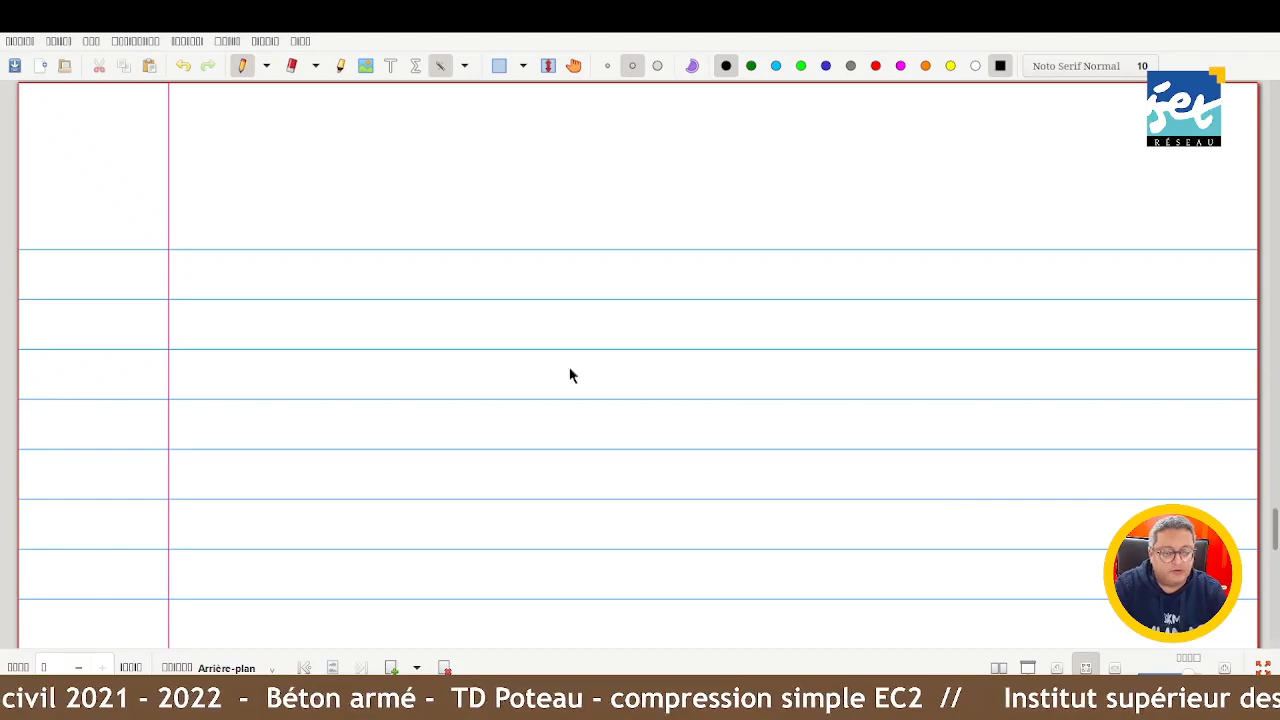 Noto Serif Normal 10
iset
RÉSEAU
Arrière-plan
civil 2021 - 2022 - Béton armé - TD Poteau - compression simple EC2 // Institut supérieur des